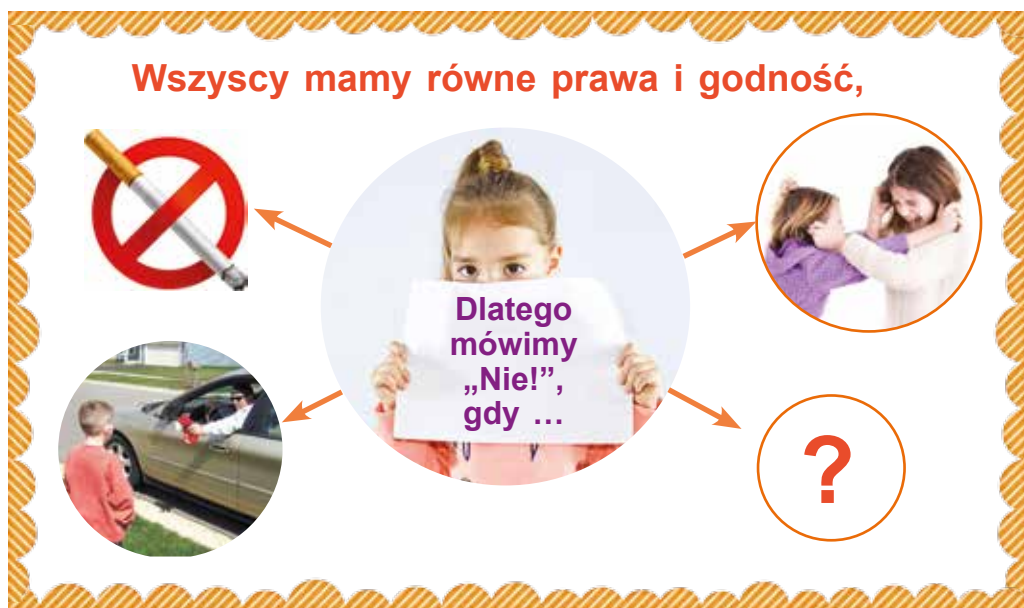 Wszyscy mamy równe prawa i godność,
Dlatego
mówimy
„Nie!”,
gdy ...
?